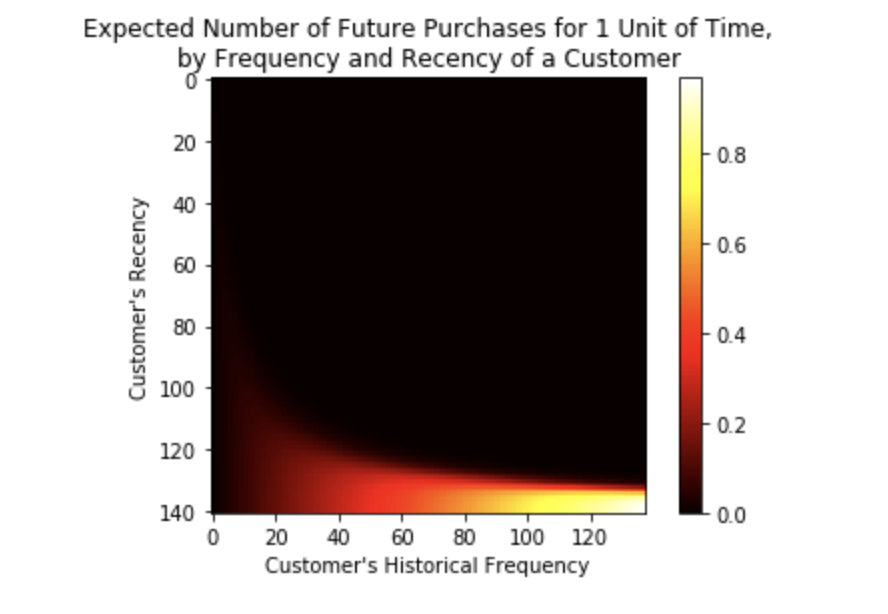 Expected Number of Future Purchases for 1 Unit of Time,
by Frequency and Recency of a Customer
0
20
40
60
80
100
120
140
Customer's Recency
0 20 40 60 80 100 120
Customer's Historical Frequency
0.8
0.6
0.4
0.2
0.0